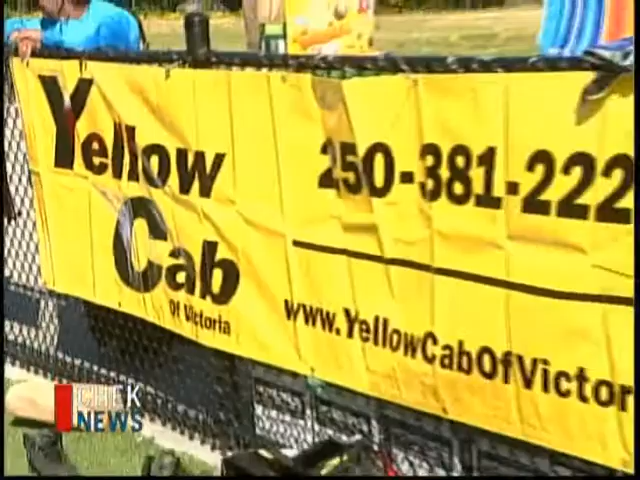 Yellow
Cab
Of Victoria
250-381-222
www.YellowCabOfVictor
CHEK
NEWS